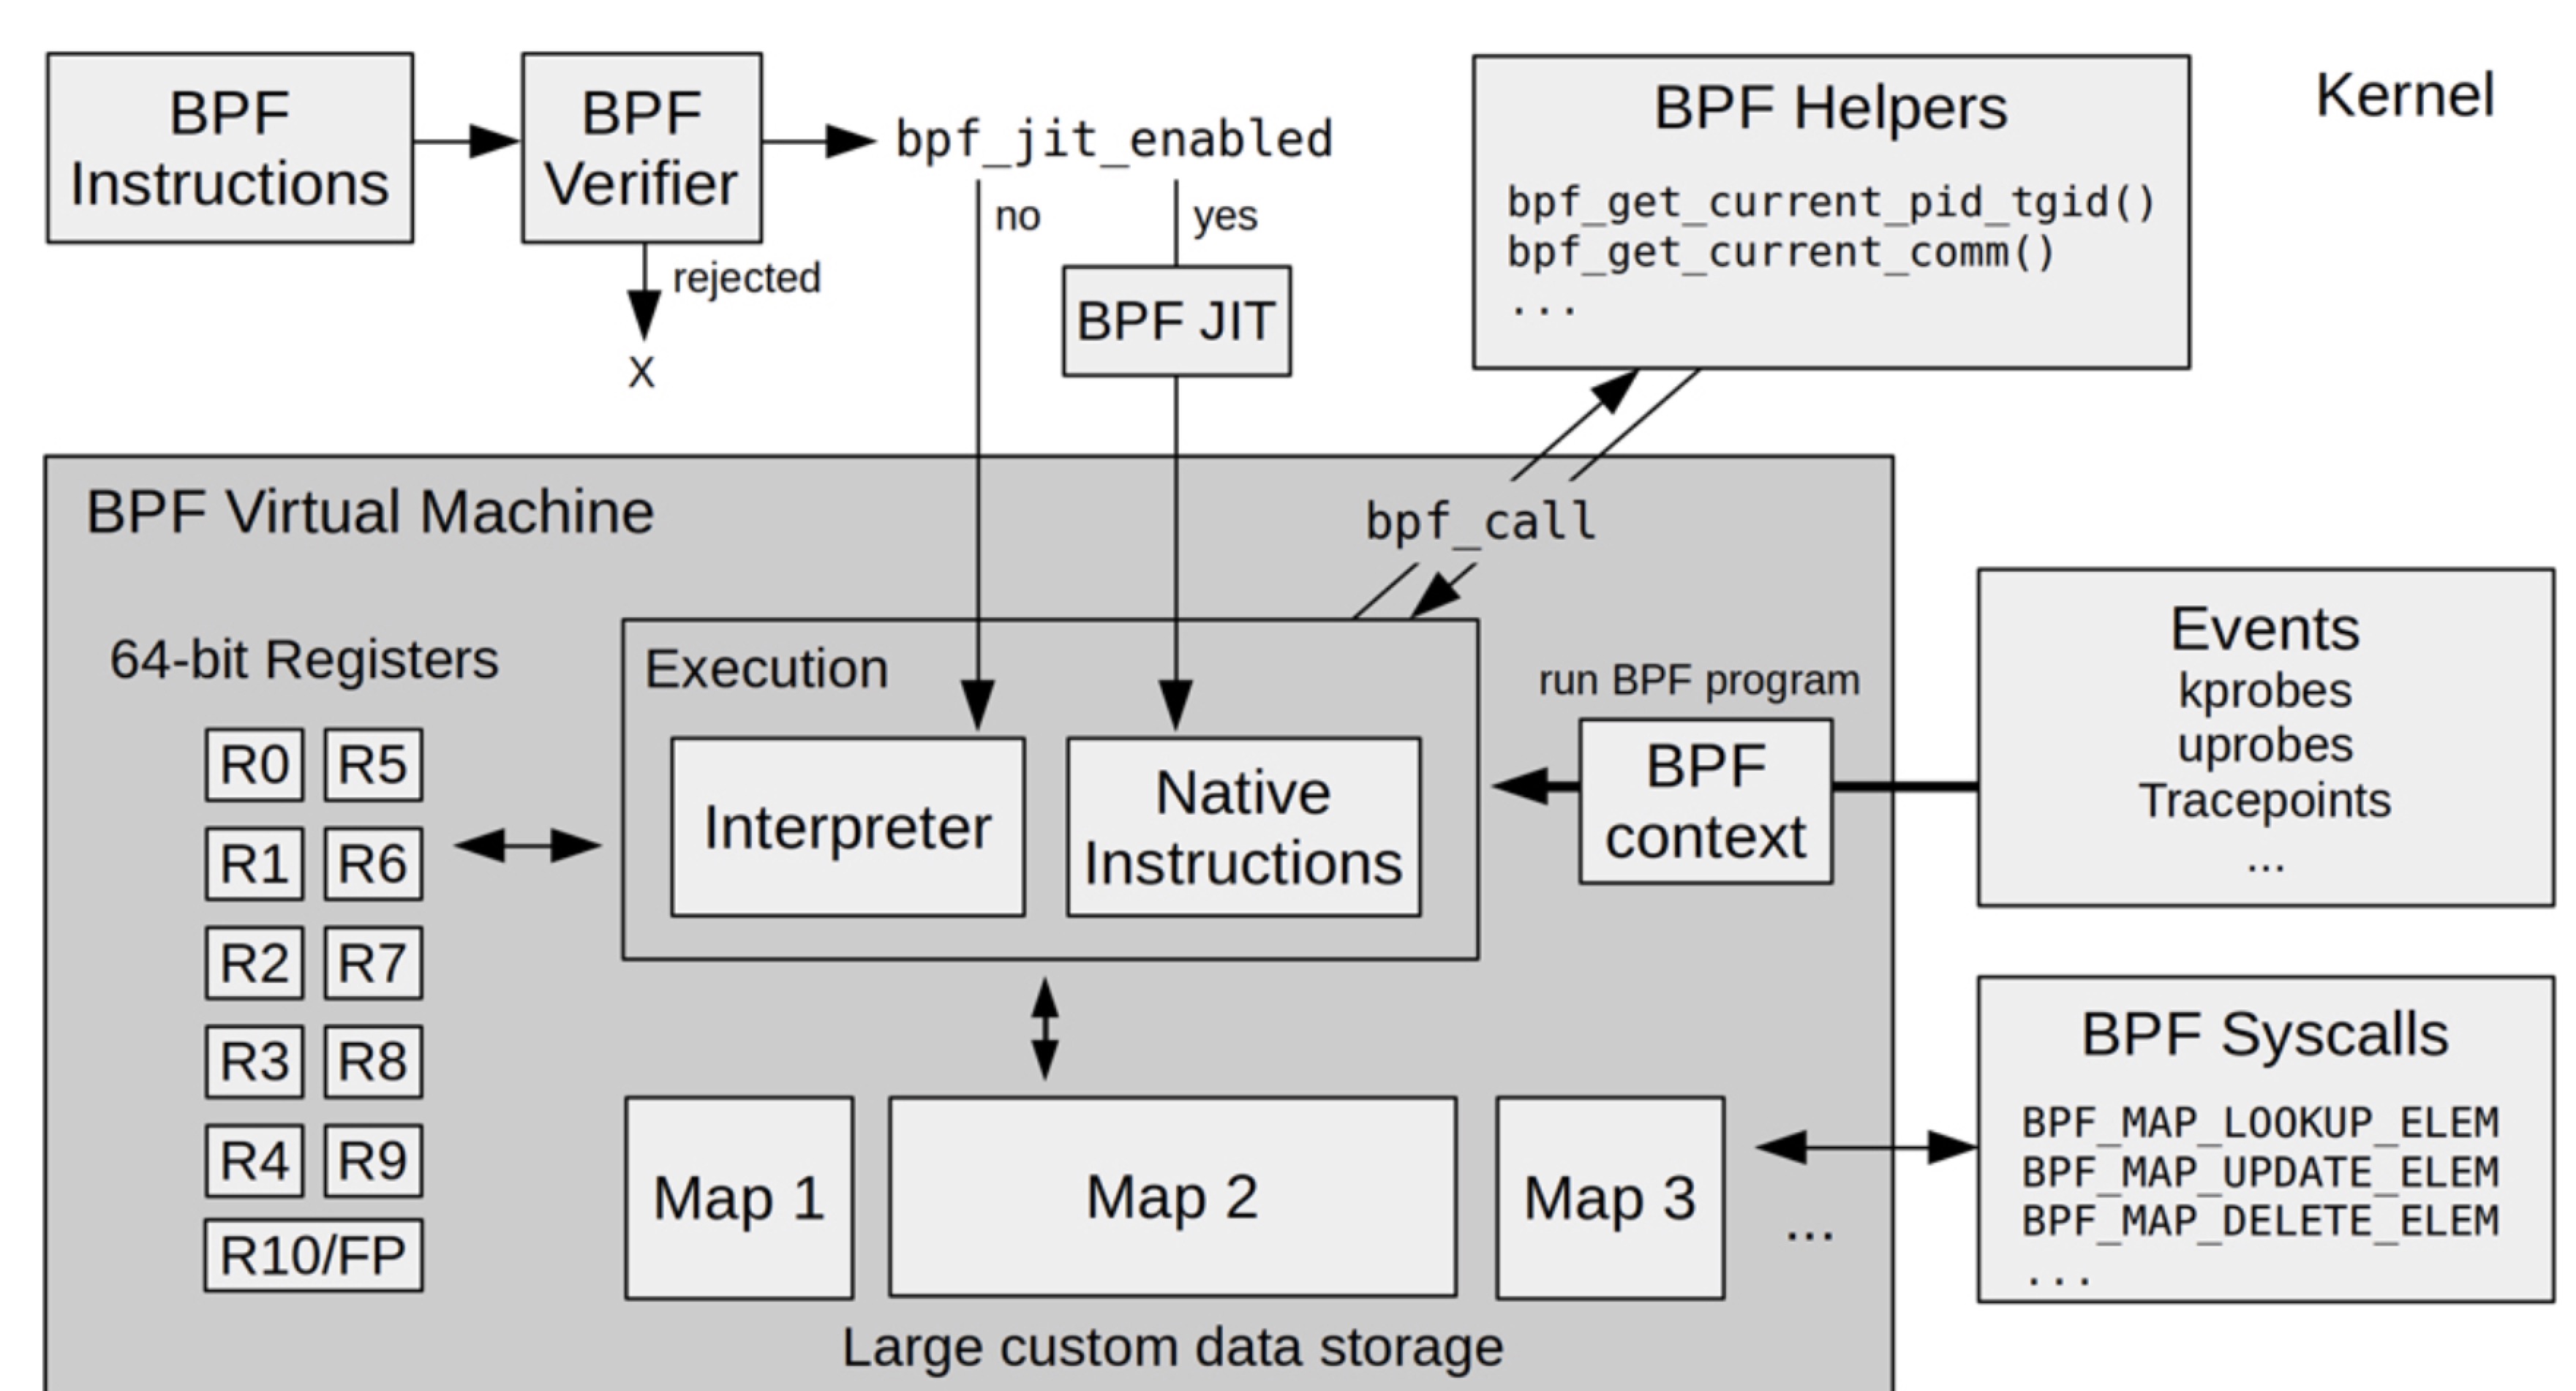 BPF
Instructions
BPF
Verifier
bpf_jit_enabled
no
yes
rejected
X
BPF JIT
BPF Helpers
bpf_get_current_pid_tgid()
bpf_get_current_comm()
...
Kernel
BPF Virtual Machine
bpf_call
64-bit Registers
R0 R5
R1 R6
R2 R7
R3 R8
R4 R9
R10/FP
Execution
Interpreter
Native
Instructions
run BPF program
BPF
context
Events
kprobes
uprobes
Tracepoints
...
Map 1
Map 2
Map 3
...
Large custom data storage
BPF Syscalls
BPF_MAP_LOOKUP_ELEM
BPF_MAP_UPDATE_ELEM
BPF_MAP_DELETE_ELEM
...